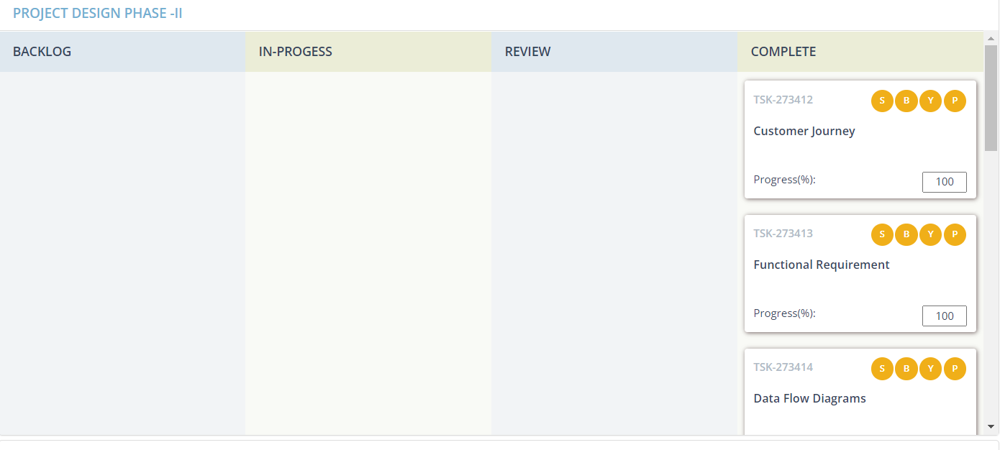 PROJECT DESIGN PHASE -II
BACKLOG
IN-PROGESS
REVIEW
COMPLETE
TSK-273412 S B Y P
Customer Journey
Progress(%): 100
TSK-273413 S B Y P
Functional Requirement
Progress(%): 100
TSK-273414 S B Y P
Data Flow Diagrams